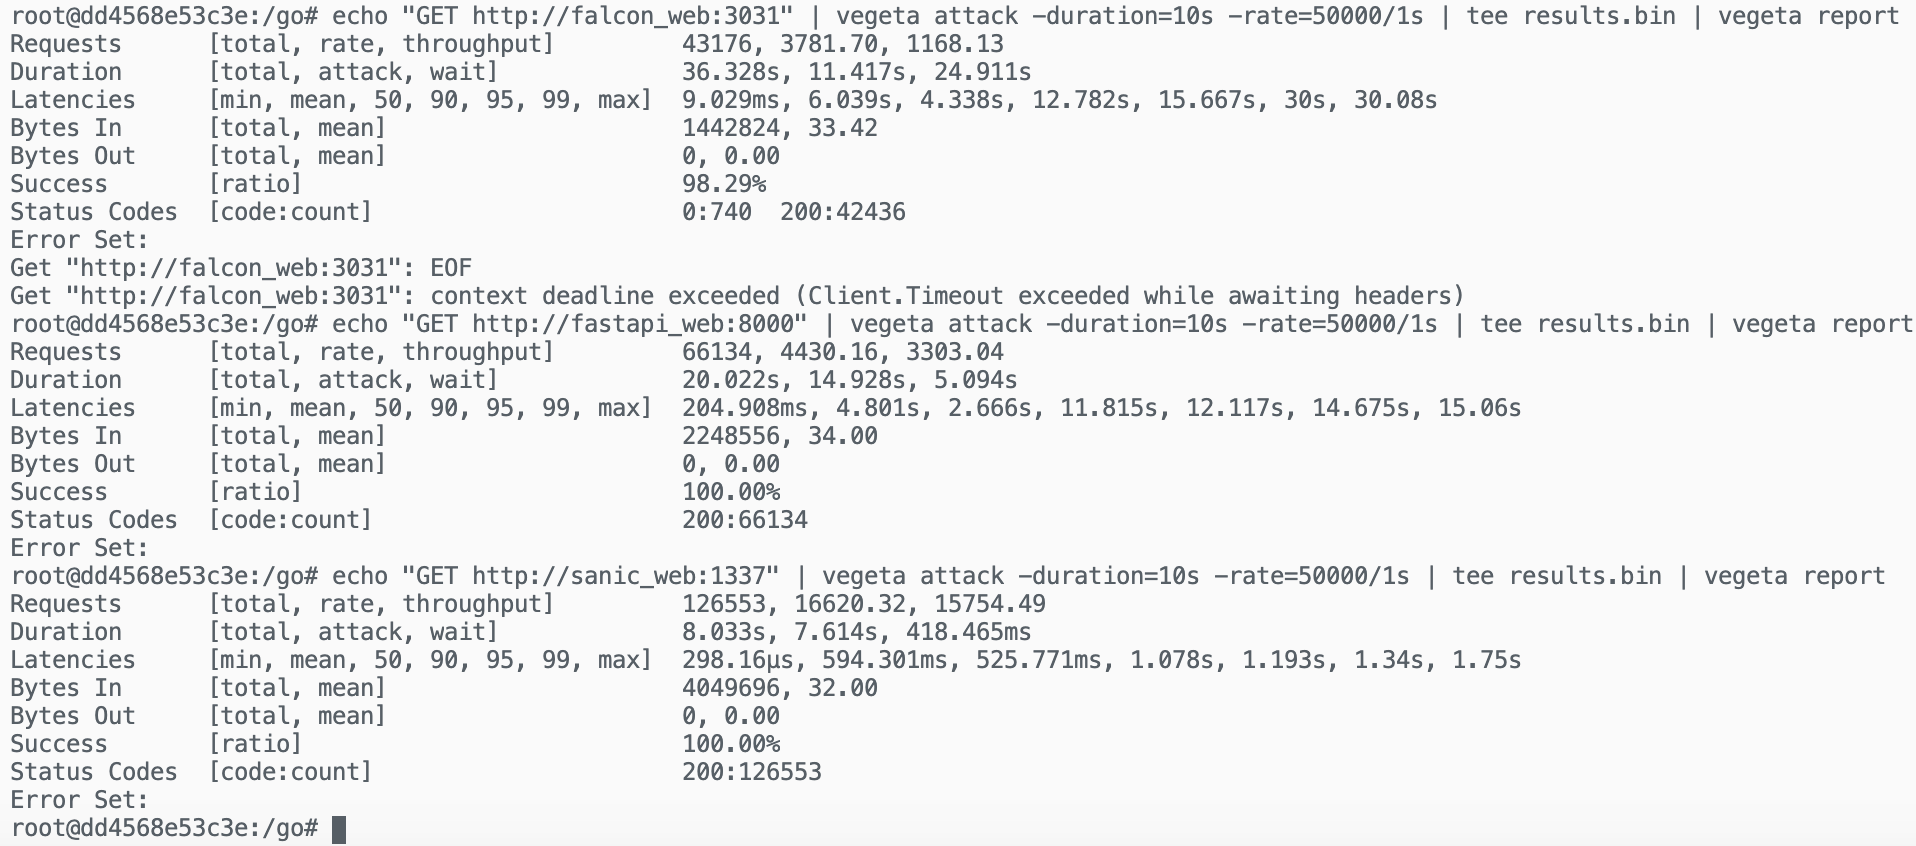 root@dd4568e53c3e:/go# echo "GET http://falcon_web:3031" | vegeta attack -duration=10s -rate=50000/1s | tee results.bin | vegeta report
Requests      [total, rate, throughput]         43176, 3781.70, 1168.13
Duration      [total, attack, wait]             36.328s, 11.417s, 24.911s
Latencies     [min, mean, 50, 90, 95, 99, max]  9.029ms, 6.039s, 4.338s, 12.782s, 15.667s, 30s, 30.08s
Bytes In      [total, mean]                     1442824, 33.42
Bytes Out     [total, mean]                     0, 0.00
Success       [ratio]                           98.29%
Status Codes  [code:count]                      0:740  200:42436
Error Set:
Get "http://falcon_web:3031": EOF
Get "http://falcon_web:3031": context deadline exceeded (Client.Timeout exceeded while awaiting headers)
root@dd4568e53c3e:/go# echo "GET http://fastapi_web:8000" | vegeta attack -duration=10s -rate=50000/1s | tee results.bin | vegeta report
Requests      [total, rate, throughput]         66134, 4430.16, 3303.04
Duration      [total, attack, wait]             20.022s, 14.928s, 5.094s
Latencies     [min, mean, 50, 90, 95, 99, max]  204.908ms, 4.801s, 2.666s, 11.815s, 12.117s, 14.675s, 15.06s
Bytes In      [total, mean]                     2248556, 34.00
Bytes Out     [total, mean]                     0, 0.00
Success       [ratio]                           100.00%
Status Codes  [code:count]                      200:66134
Error Set:
root@dd4568e53c3e:/go# echo "GET http://sanic_web:1337" | vegeta attack -duration=10s -rate=50000/1s | tee results.bin | vegeta report
Requests      [total, rate, throughput]         126553, 16620.32, 15754.49
Duration      [total, attack, wait]             8.033s, 7.614s, 418.465ms
Latencies     [min, mean, 50, 90, 95, 99, max]  298.16µs, 594.301ms, 525.771ms, 1.078s, 1.193s, 1.34s, 1.75s
Bytes In      [total, mean]                     4049696, 32.00
Bytes Out     [total, mean]                     0, 0.00
Success       [ratio]                           100.00%
Status Codes  [code:count]                      200:126553
Error Set:
root@dd4568e53c3e:/go#